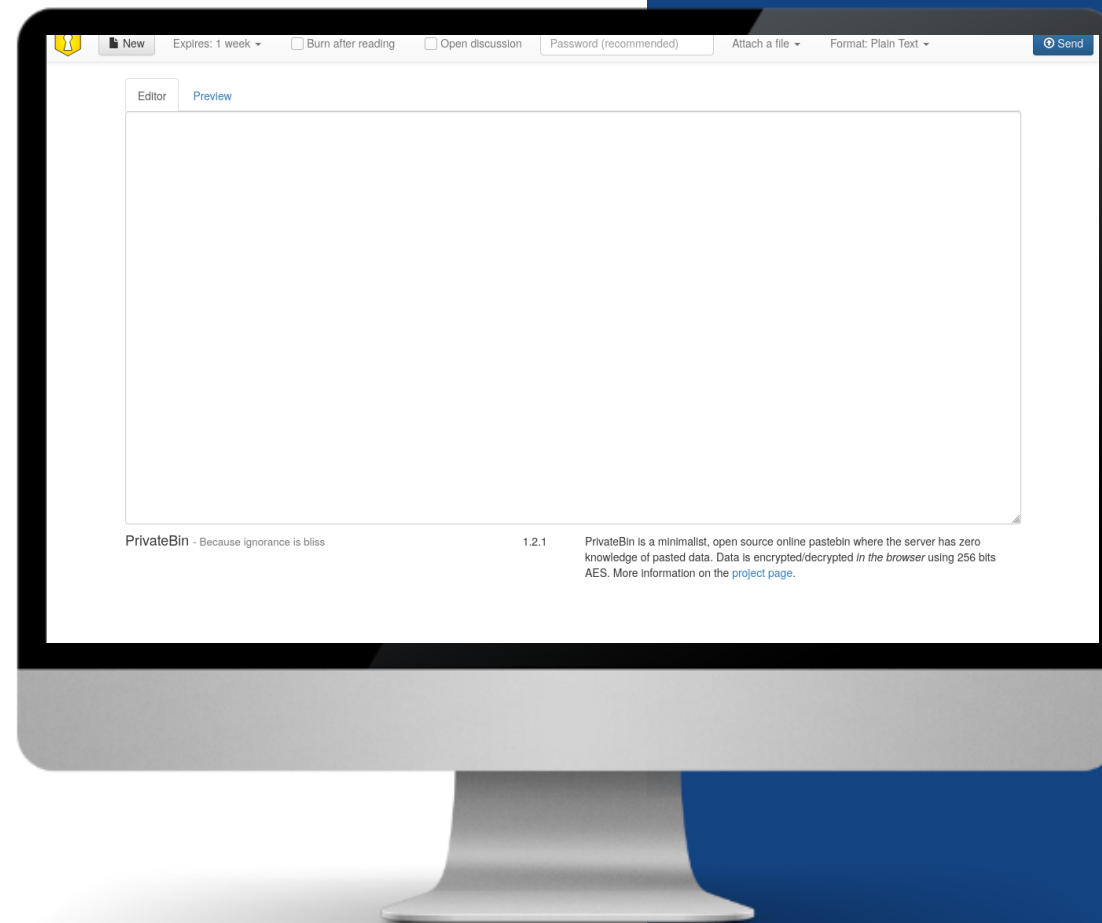 New Expires: 1 week Burn after reading Open discussion Password (recommended) Attach a file Format: Plain Text Send
Editor Preview
PrivateBin - Because ignorance is bliss 1.2.1 PrivateBin is a minimalist, open source online pastebin where the server has zero
knowledge of pasted data. Data is encrypted/decrypted in the browser using 256 bits
AES. More information on the project page.